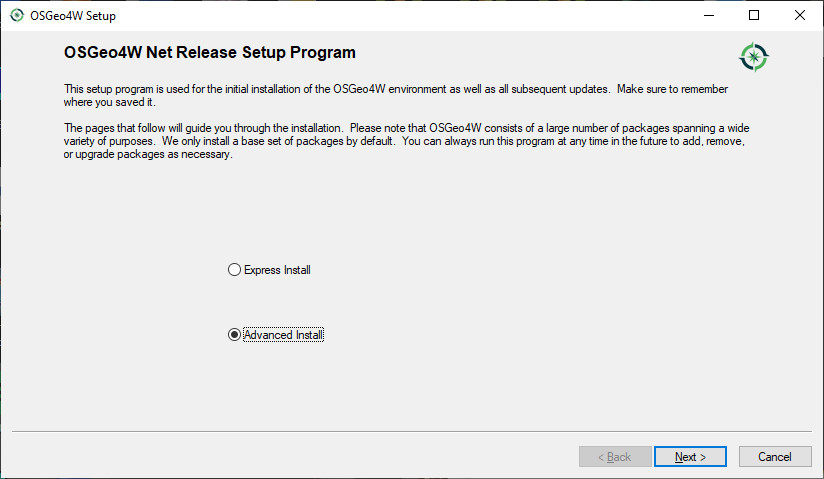 OSGeo4W Setup
OSGeo4W Net Release Setup Program
This setup program is used for the initial installation of the OSGeo4W environment as well as all subsequent updates.  Make sure to remember
where you saved it.
The pages that follow will guide you through the installation.  Please note that OSGeo4W consists of a large number of packages spanning a wide
variety of purposes.  We only install a base set of packages by default.  You can always run this program at any time in the future to add, remove,
or upgrade packages as necessary.
Express Install
Advanced Install
< Back Next > Cancel